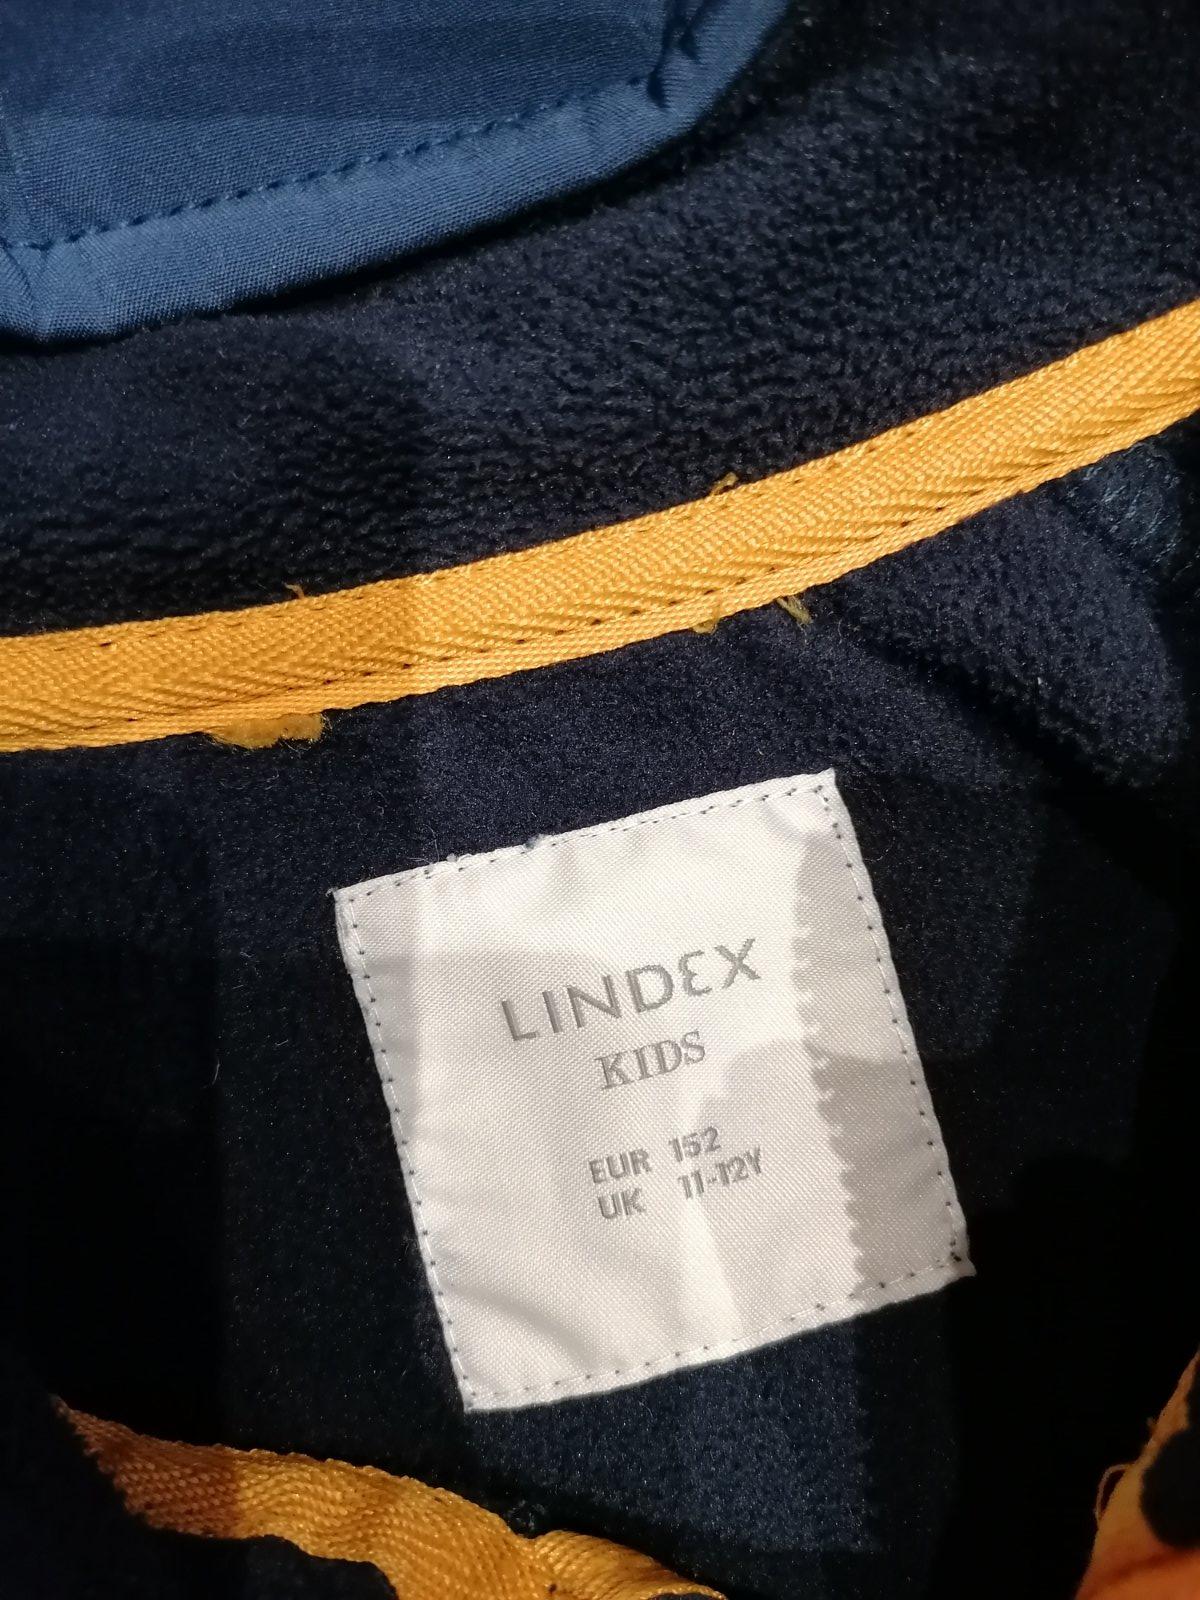 LINDEX
KIDS
EUR 152
UK 11-12Y